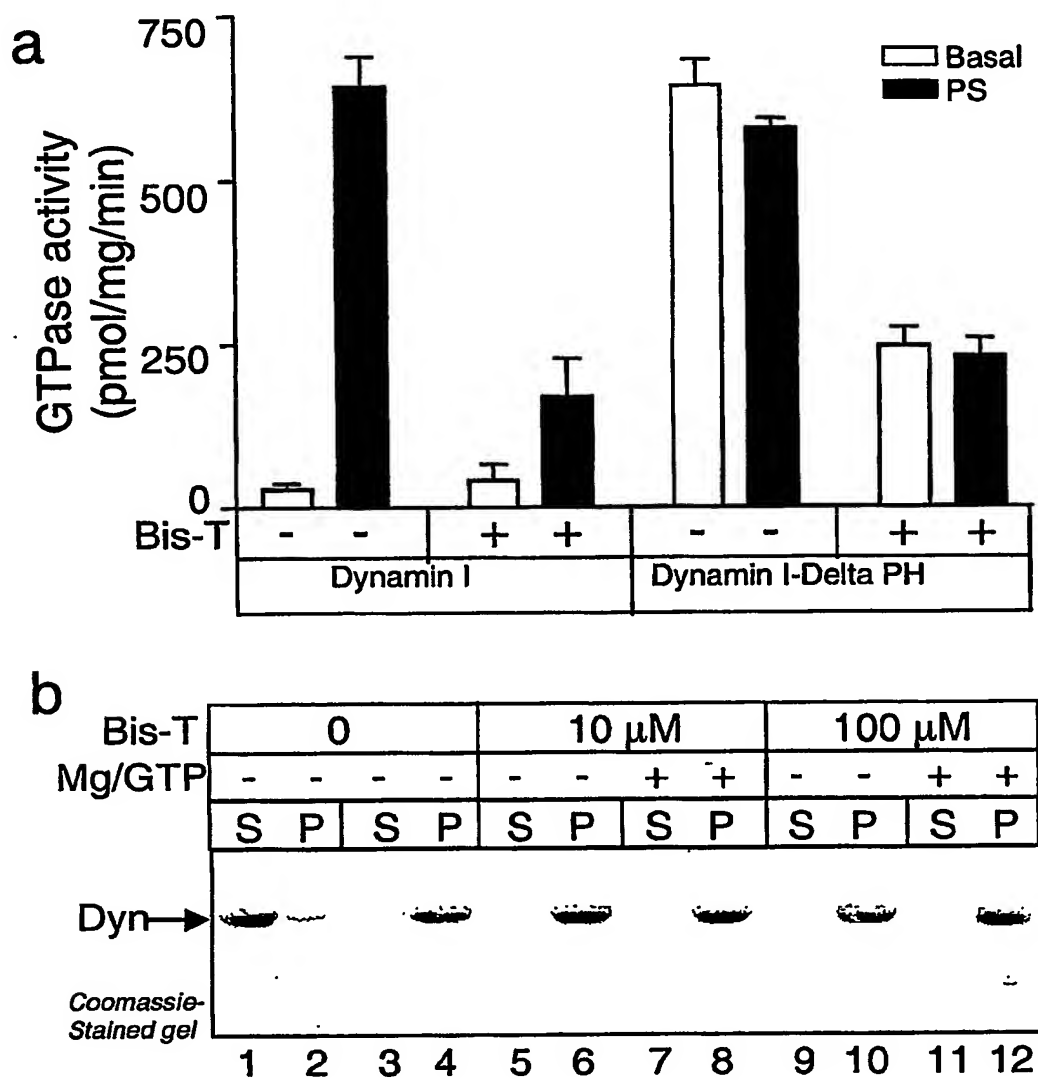 a
750
500
250
0
GTPase activity
(pmol/mg/min)
Basal
PS
Bis-T - - + + - - + +
Dynamin I Dynamin I-Delta PH
b
Bis-T 0 10 µM 100 µM
Mg/GTP - - - - - - + + - - + +
S P S P S P S P S P S P
Dyn
Coomassie-
Stained gel
1 2 3 4 5 6 7 8 9 10 11 12